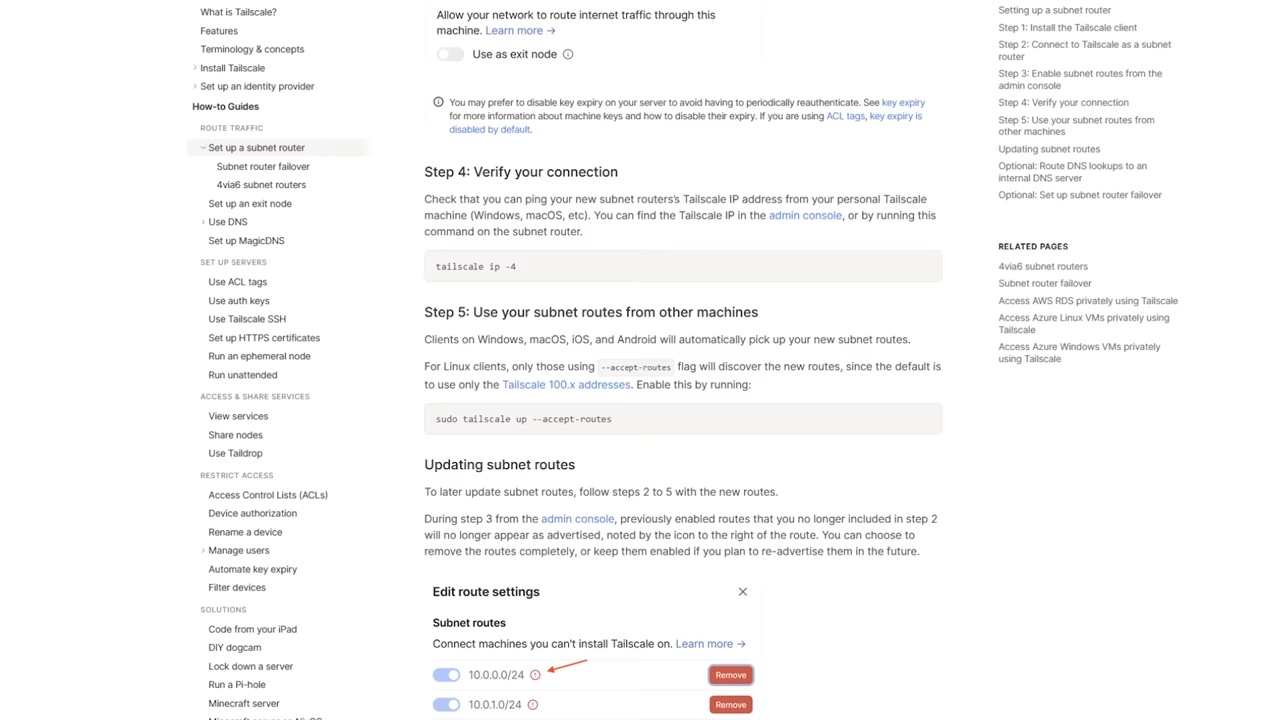 What is Tailscale?
Features
Terminology & concepts
Install Tailscale
Set up an identity provider
How-to Guides
ROUTE TRAFFIC
Set up a subnet router
Subnet router failover
4via6 subnet routers
Set up an exit node
Use DNS
Set up MagicDNS
SET UP SERVERS
Use ACL tags
Use auth keys
Use Tailscale SSH
Set up HTTPS certificates
Run an ephemeral node
Run unattended
ACCESS & SHARE SERVICES
View services
Share nodes
Use Taildrop
RESTRICT ACCESS
Access Control Lists (ACLs)
Device authorization
Rename a device
Manage users
Automate key expiry
Filter devices
SOLUTIONS
Code from your iPad
DIY dogcam
Lock down a server
Run a Pi-hole
Minecraft server
Minecraft server on NixOS
Allow your network to route internet traffic through this
machine. Learn more →
Use as exit node
You may prefer to disable key expiry on your server to avoid having to periodically reauthenticate. See key expiry
for more information about machine keys and how to disable their expiry. If you are using ACL tags, key expiry is
disabled by default.
Step 4: Verify your connection
Check that you can ping your new subnet routers's Tailscale IP address from your personal Tailscale
machine (Windows, macOS, etc). You can find the Tailscale IP in the admin console, or by running this
command on the subnet router.
tailscale ip -4
Step 5: Use your subnet routes from other machines
Clients on Windows, macOS, iOS, and Android will automatically pick up your new subnet routes.
For Linux clients, only those using --accept-routes flag will discover the new routes, since the default is
to use only the Tailscale 100.x addresses. Enable this by running:
sudo tailscale up --accept-routes
Updating subnet routes
To later update subnet routes, follow steps 2 to 5 with the new routes.
During step 3 from the admin console, previously enabled routes that you no longer included in step 2
will no longer appear as advertised, noted by the icon to the right of the route. You can choose to
remove the routes completely, or keep them enabled if you plan to re-advertise them in the future.
Edit route settings
Subnet routes
Connect machines you can't install Tailscale on. Learn more →
10.0.0.0/24 Remove
10.0.1.0/24 Remove
Setting up a subnet router
Step 1: Install the Tailscale client
Step 2: Connect to Tailscale as a subnet
router
Step 3: Enable subnet routes from the
admin console
Step 4: Verify your connection
Step 5: Use your subnet routes from
other machines
Updating subnet routes
Optional: Route DNS lookups to an
internal DNS server
Optional: Set up subnet router failover
RELATED PAGES
4via6 subnet routers
Subnet router failover
Access AWS RDS privately using Tailscale
Access Azure Linux VMs privately using
Tailscale
Access Azure Windows VMs privately
using Tailscale